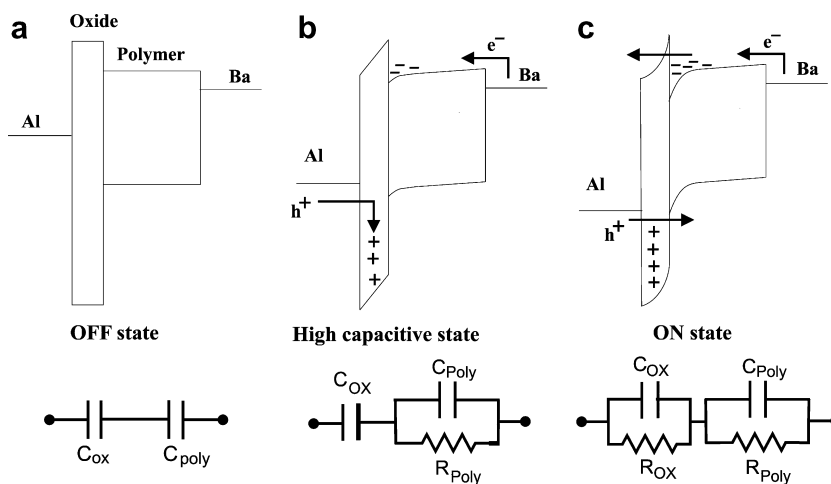 a
Oxide
Polymer
Ba
Al
OFF state
Cox
Cpoly
b
e−
Ba
− − −
Al
h+
+
+
+
High capacitive state
COX
CPoly
RPoly
c
e−
Ba
− − − −
Al
h+
+
+
+
+
ON state
COX
CPoly
ROX
RPoly